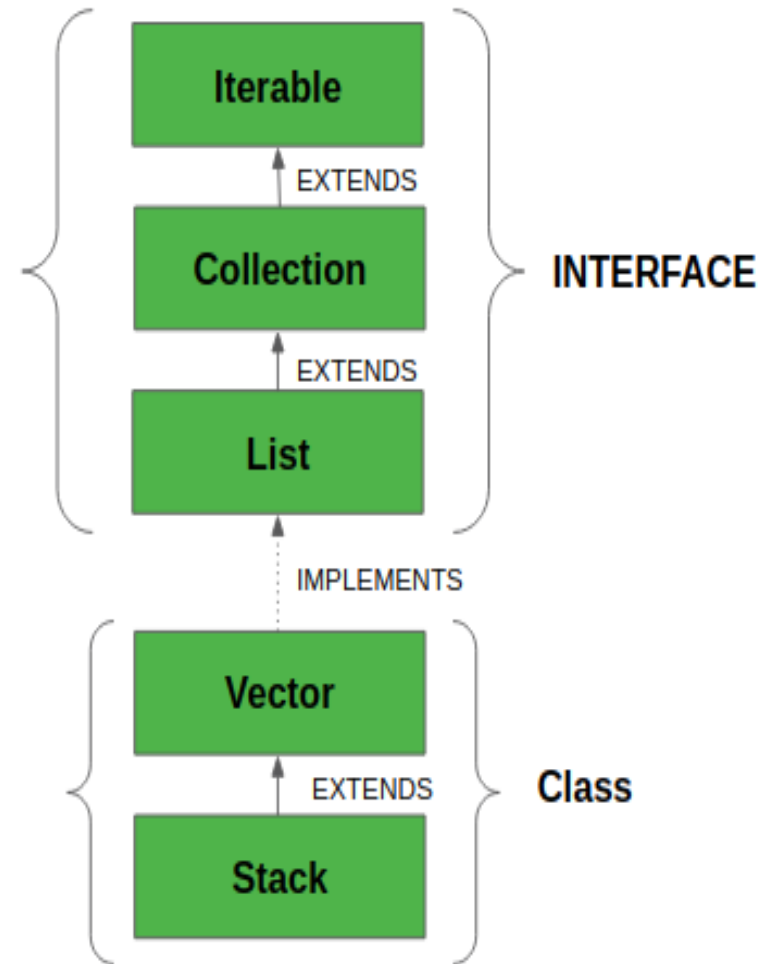 Iterable
EXTENDS
Collection
INTERFACE
EXTENDS
List
IMPLEMENTS
Vector
EXTENDS
Class
Stack